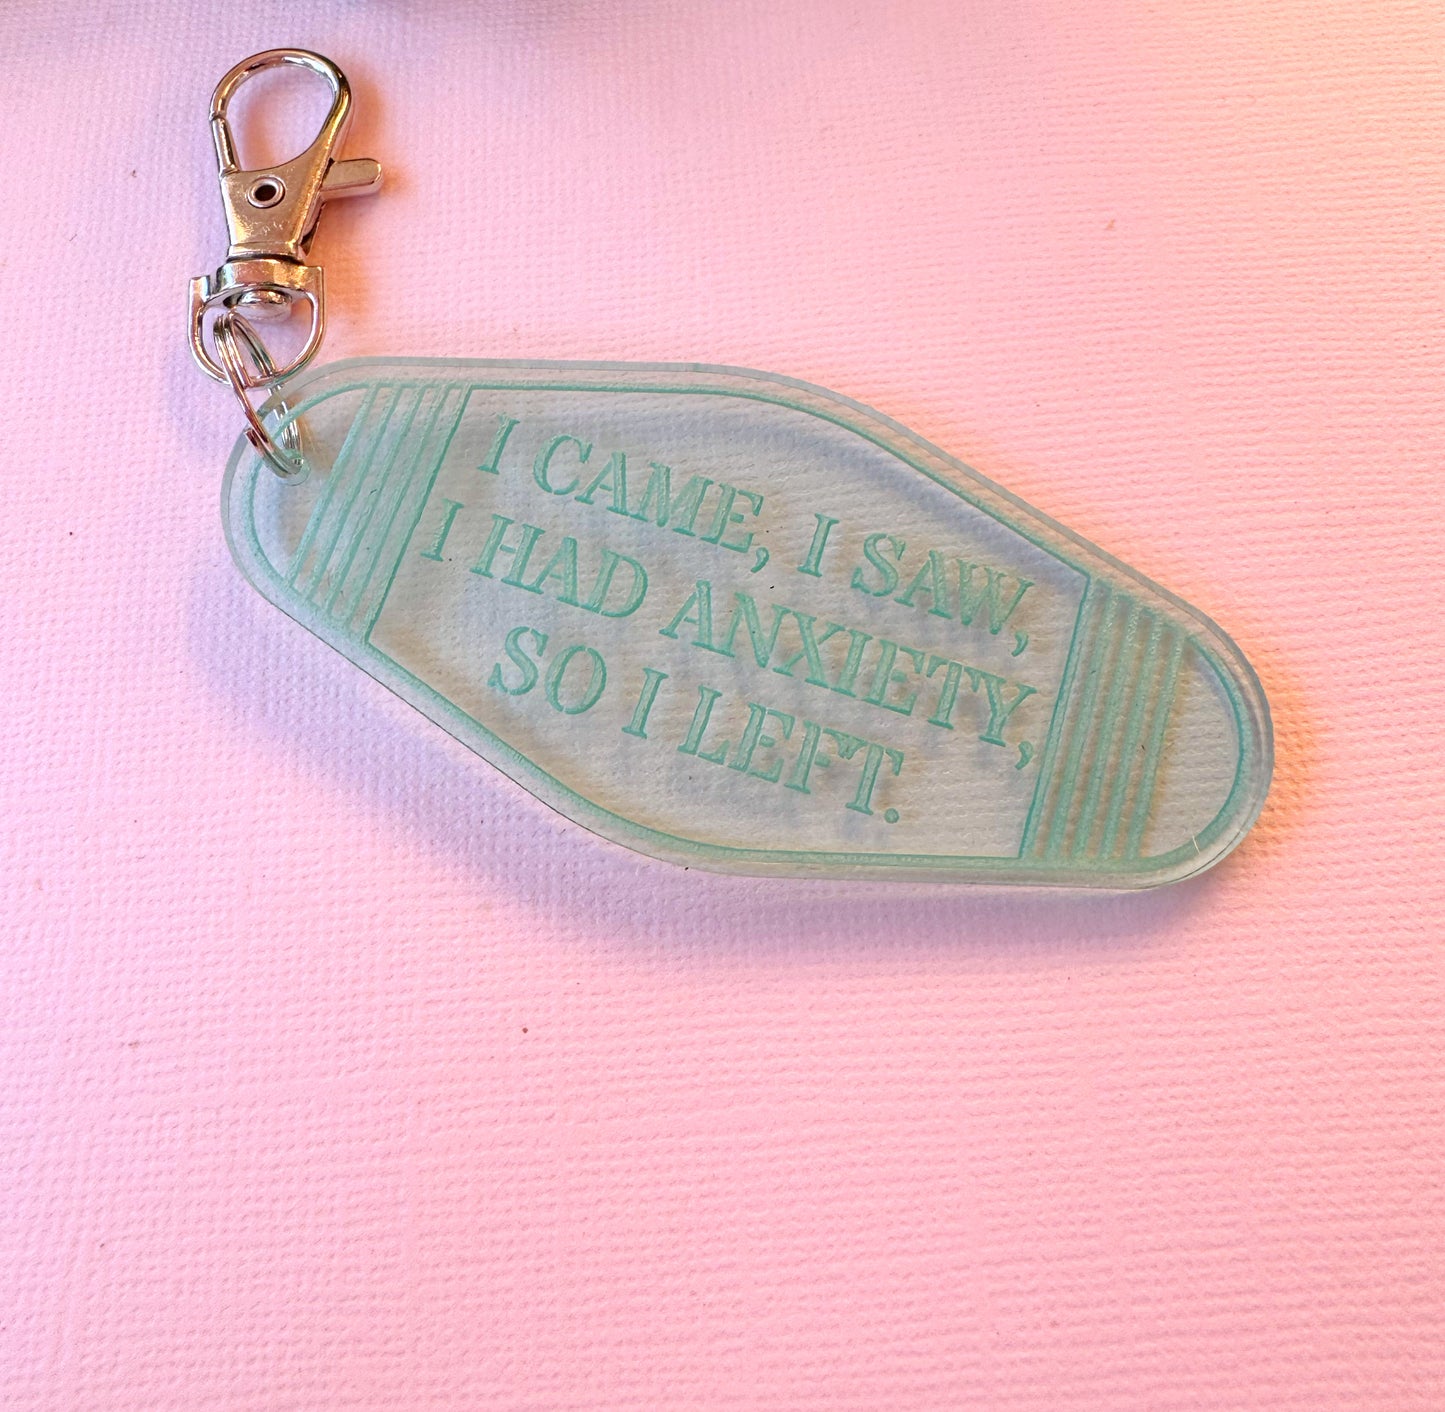 I CAME, I SAW,
I HAD ANXIETY,
SO I LEFT.